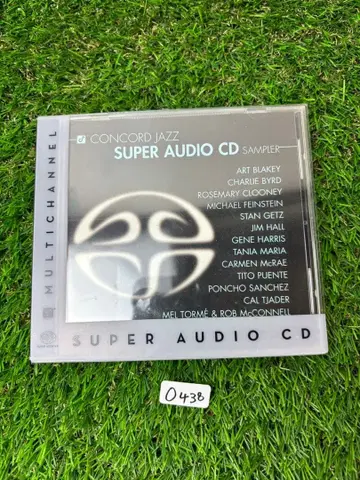 CONCORD JAZZ
SUPER AUDIO CD SAMPLER
ART BLAKEY
CHARLIE BYRD
ROSEMARY CLOONEY
MICHAEL FEINSTEIN
STAN GETZ
JIM HALL
GENE HARRIS
TANIA MARIA
CARMEN McRAE
TITO PUENTE
PONCHO SANCHEZ
CAL TJADER
MEL TORMÉ & ROB McCONNELL
MULTICHANNEL
SUPER AUDIO CD
0438